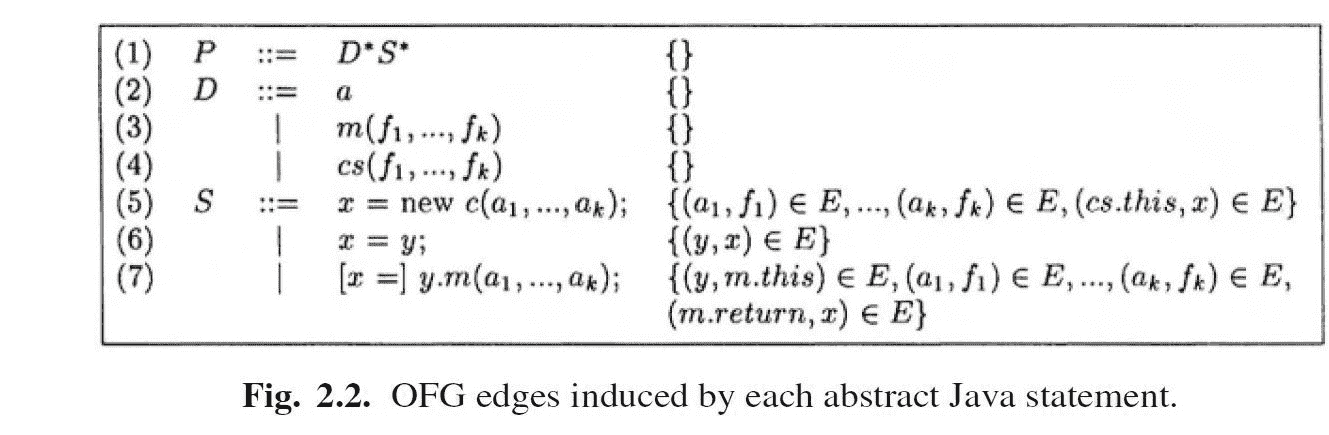 (1) P ::= D*S* {}
(2) D ::= a {}
(3) | m(f₁, ..., fₖ) {}
(4) | cs(f₁, ..., fₖ) {}
(5) S ::= x = new c(a₁, ..., aₖ); {(a₁, f₁) ∈ E, ..., (aₖ, fₖ) ∈ E, (cs.this, x) ∈ E}
(6) | x = y; {(y, x) ∈ E}
(7) | [x =] y.m(a₁, ..., aₖ); {(y, m.this) ∈ E, (a₁, f₁) ∈ E, ..., (aₖ, fₖ) ∈ E,
(m.return, x) ∈ E}
Fig. 2.2. OFG edges induced by each abstract Java statement.